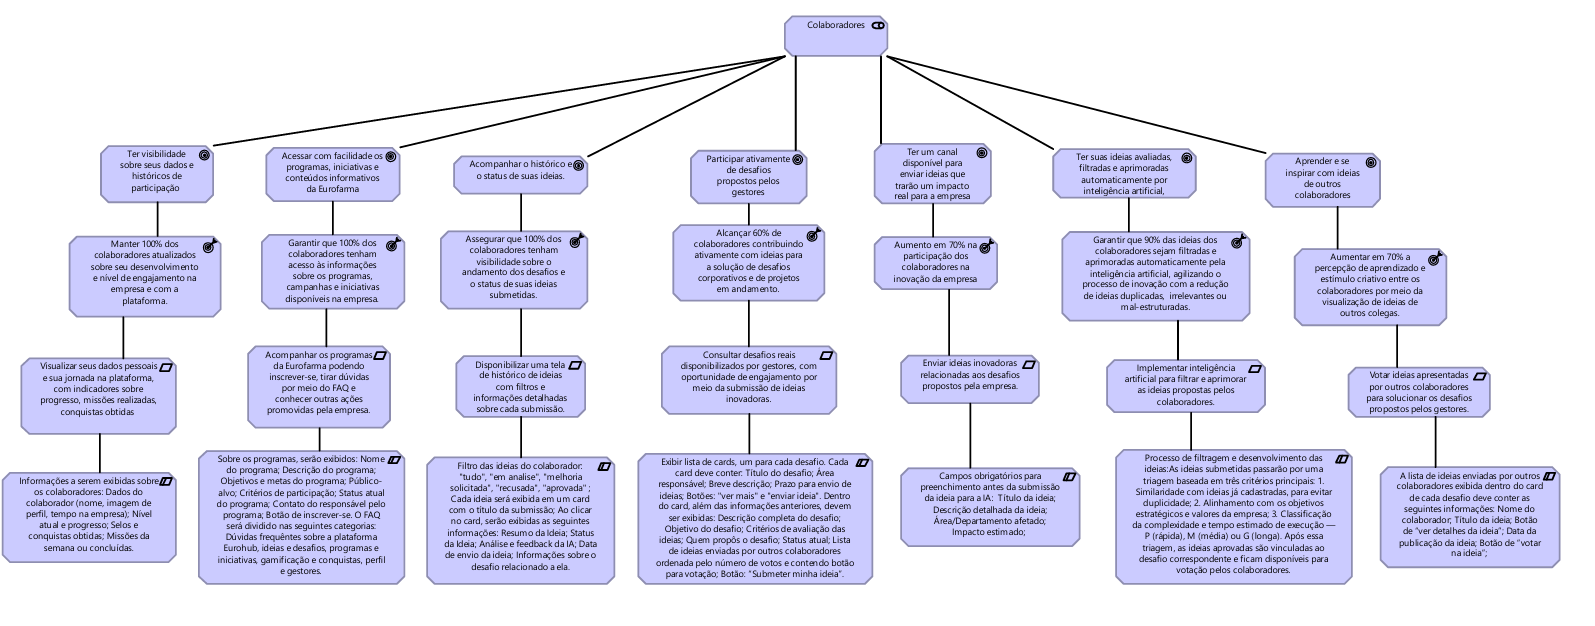 Colaboradores
Ter visibilidade
sobre seus dados e
históricos de
participação
Acessar com facilidade os
programas, iniciativas e
conteúdos informativos
da Eurofarma
Acompanhar o histórico e
o status de suas ideias.
Participar ativamente
de desafios
propostos pelos
gestores
Ter um canal
disponível para
enviar ideias que
trarão um impacto
real para a empresa
Ter suas ideias avaliadas,
filtradas e aprimoradas
automaticamente por
inteligência artificial,
Aprender e se
inspirar com ideias
de outros
colaboradores
Manter 100% dos
colaboradores atualizados
sobre seu desenvolvimento
e nível de engajamento na
empresa e com a
plataforma.
Garantir que 100% dos
colaboradores tenham
acesso às informações
sobre os programas,
campanhas e iniciativas
disponíveis na empresa.
Assegurar que 100% dos
colaboradores tenham
visibilidade sobre o
andamento dos desafios e
o status de suas ideias
submetidas.
Alcançar 60% de
colaboradores contribuindo
ativamente com ideias para
a solução de desafios
corporativos e de projetos
em andamento.
Aumento em 70% na
participação dos
colaboradores na
inovação da empresa
Garantir que 90% das ideias dos
colaboradores sejam filtradas e
aprimoradas automaticamente pela
inteligência artificial, agilizando o
processo de inovação com a redução
de ideias duplicadas, irrelevantes ou
mal-estruturadas.
Aumentar em 70% a
percepção de aprendizado e
estímulo criativo entre os
colaboradores por meio da
visualização de ideias de
outros colegas.
Visualizar seus dados pessoais
e sua jornada na plataforma,
com indicadores sobre
progresso, missões realizadas,
conquistas obtidas
Acompanhar os programas
da Eurofarma podendo
inscrever-se, tirar dúvidas
por meio do FAQ e
conhecer outras ações
promovidas pela empresa.
Disponibilizar uma tela
de histórico de ideias
com filtros e
informações detalhadas
sobre cada submissão.
Consultar desafios reais
disponibilizados por gestores, com
oportunidade de engajamento por
meio da submissão de ideias
inovadoras.
Enviar ideias inovadoras
relacionadas aos desafios
propostos pela empresa.
Implementar inteligência
artificial para filtrar e aprimorar
as ideias propostas pelos
colaboradores.
Votar ideias apresentadas
por outros colaboradores
para solucionar os desafios
propostos pelos gestores.
Informações a serem exibidas sobre
os colaboradores: Dados do
colaborador (nome, imagem de
perfil, tempo na empresa); Nível
atual e progresso; Selos e
conquistas obtidas; Missões da
semana ou concluídas.
Sobre os programas, serão exibidos: Nome
do programa; Descrição do programa;
Objetivos e metas do programa; Público-
alvo; Critérios de participação; Status atual
do programa; Contato do responsável pelo
programa; Botão de inscrever-se. O FAQ
será dividido nas seguintes categorias:
Dúvidas frequêntes sobre a plataforma
Eurohub, ideias e desafios, programas e
iniciativas, gamificação e conquistas, perfil
e gestores.
Filtro das ideias do colaborador:
"tudo", "em analise", "melhoria
solicitada", "recusada", "aprovada" ;
Cada ideia será exibida em um card
com o título da submissão; Ao clicar
no card, serão exibidas as seguintes
informações: Resumo da Ideia; Status
da Ideia; Análise e feedback da IA; Data
de envio da ideia; Informações sobre o
desafio relacionado a ela.
Exibir lista de cards, um para cada desafio. Cada
card deve conter: Título do desafio; Área
responsável; Breve descrição; Prazo para envio de
ideias; Botões: "ver mais" e "enviar ideia". Dentro
do card, além das informações anteriores, devem
ser exibidas: Descrição completa do desafio;
Objetivo do desafio; Critérios de avaliação das
ideias; Quem propôs o desafio; Status atual; Lista
de ideias enviadas por outros colaboradores
ordenada pelo número de votos e contendo botão
para votação; Botão: "Submeter minha ideia".
Campos obrigatórios para
preenchimento antes da submissão
da ideia para a IA: Título da ideia;
Descrição detalhada da ideia;
Área/Departamento afetado;
Impacto estimado;
Processo de filtragem e desenvolvimento das
ideias:As ideias submetidas passarão por uma
triagem baseada em três critérios principais: 1.
Similaridade com ideias já cadastradas, para evitar
duplicidade; 2. Alinhamento com os objetivos
estratégicos e valores da empresa; 3. Classificação
da complexidade e tempo estimado de execução —
P (rápida), M (média) ou G (longa). Após essa
triagem, as ideias aprovadas são vinculadas ao
desafio correspondente e ficam disponíveis para
votação pelos colaboradores.
A lista de ideias enviadas por outros
colaboradores exibida dentro do card
de cada desafio deve conter as
seguintes informações: Nome do
colaborador; Título da ideia; Botão
de "ver detalhes da ideia"; Data da
publicação da ideia; Botão de "votar
na ideia";